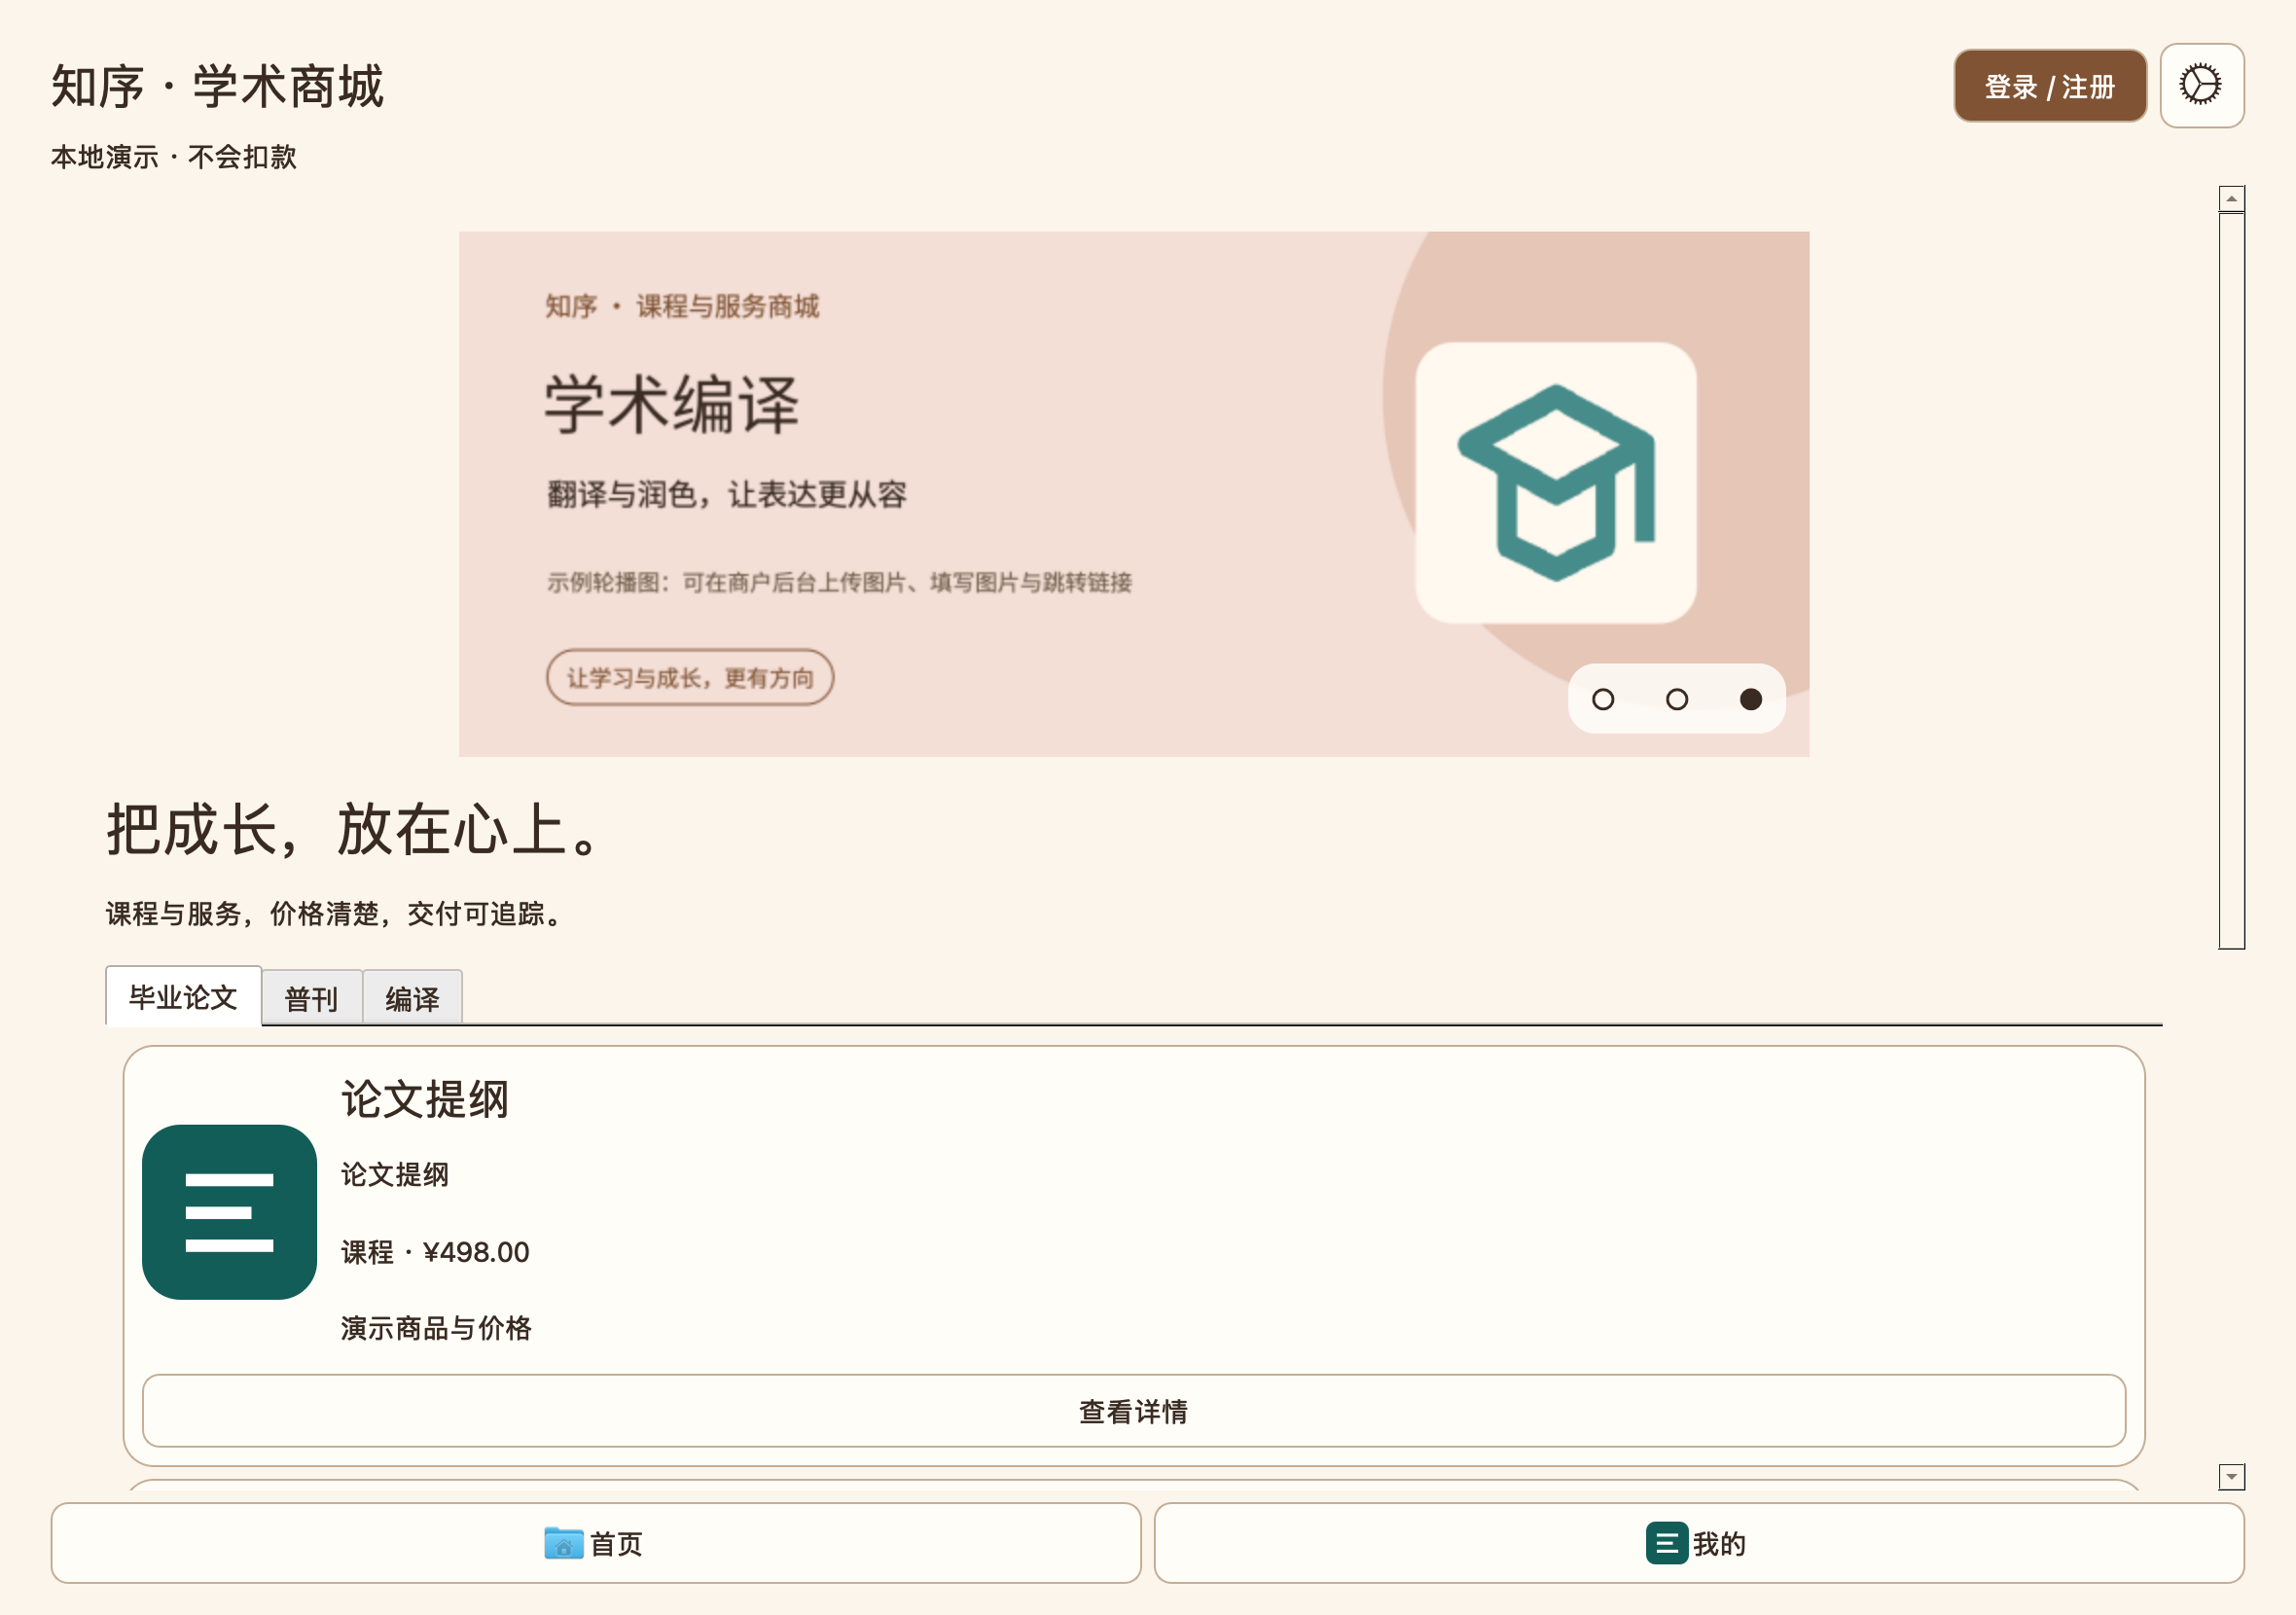 知序 · 学术商城
登录 / 注册
本地演示 · 不会扣款
知序 · 课程与服务商城
学术编译
翻译与润色，让表达更从容
示例轮播图：可在商户后台上传图片、填写图片与跳转链接
让学习与成长，更有方向
把成长，放在心上。
课程与服务，价格清楚，交付可追踪。
毕业论文
普刊
编译
论文提纲
论文提纲
课程 · ¥498.00
演示商品与价格
查看详情
首页
我的